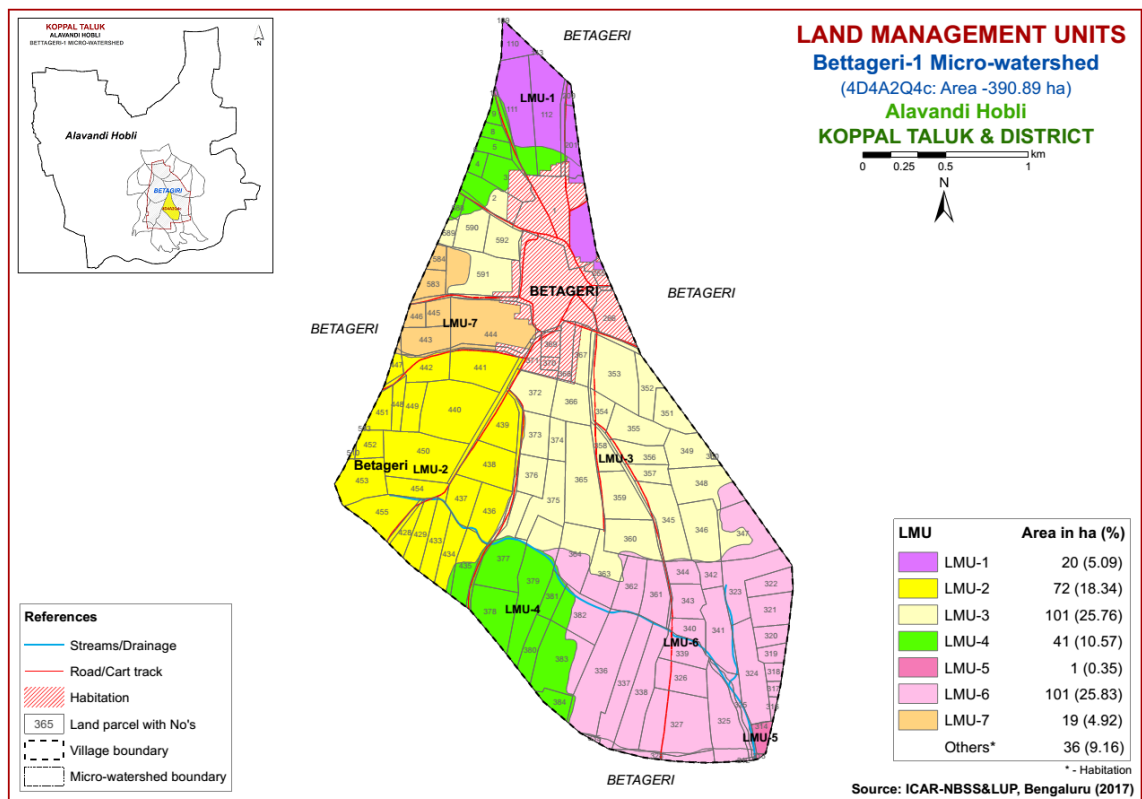 KOPPAL TALUK
ALAVANDI HOBLI
BETTAGERI-1 MICRO-WATERSHED
N
Alavandi Hobli
BETAGIRI
LAND MANAGEMENT UNITS
Bettageri-1 Micro-watershed
(4D4A2Q4c: Area -390.89 ha)
Alavandi Hobli
KOPPAL TALUK & DISTRICT
0 0.25 0.5 1 km
N
BETAGERI
110
LMU-1
111
112
9
8
5
4
2
1
590
592
589
591
584
583
BETAGERI
BETAGERI
BETAGERI
446
445
LMU-7
443
444
447
442
441
369
370
367
353
352
351
372
366
354
355
451
448
449
440
439
373
374
358
356
349
452
450
Betageri
LMU-2
438
LMU-3
357
453
454
376
365
348
455
437
436
375
359
345
346
347
428
429
433
434
435
360
364
363
377
379
362
361
344
342
322
343
323
321
378
LMU-4
381
382
340
341
320
380
383
LMU-6
339
319
336
326
324
318
337
338
317
384
327
325
314
LMU-5
BETAGERI
References
Streams/Drainage
Road/Cart track
Habitation
365 Land parcel with No's
Village boundary
Micro-watershed boundary
LMU Area in ha (%)
LMU-1 20 (5.09)
LMU-2 72 (18.34)
LMU-3 101 (25.76)
LMU-4 41 (10.57)
LMU-5 1 (0.35)
LMU-6 101 (25.83)
LMU-7 19 (4.92)
Others* 36 (9.16)
* - Habitation
Source: ICAR-NBSS&LUP, Bengaluru (2017)